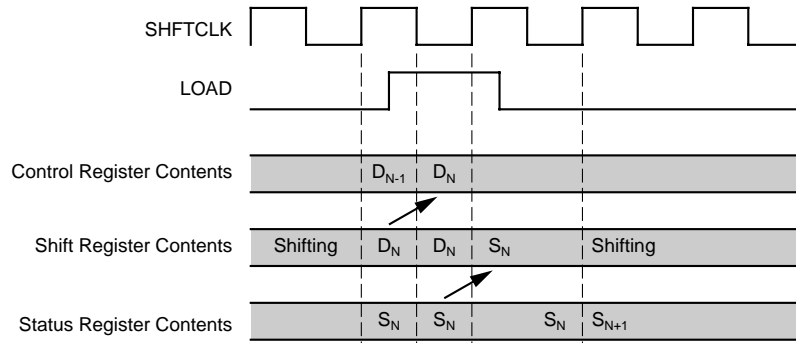 SHFTCLK
LOAD
Control Register Contents D_{N-1} D_N
Shift Register Contents Shifting D_N D_N S_N Shifting
Status Register Contents S_N S_N S_N S_{N+1}